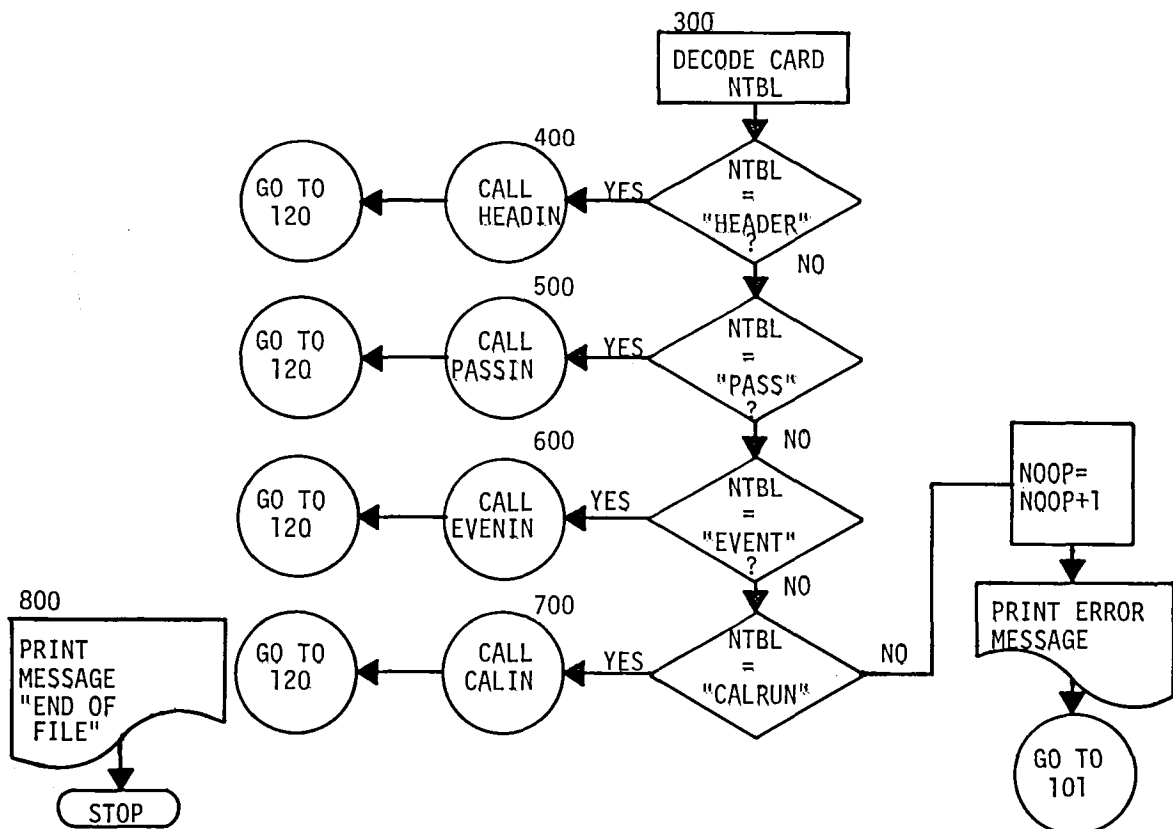 300
DECODE CARD
NTBL
400
GO TO
120
CALL
HEADIN
YES
NTBL
=
"HEADER"
?
NO
500
GO TO
120
CALL
PASSIN
YES
NTBL
=
"PASS"
?
NO
600
GO TO
120
CALL
EVENIN
YES
NTBL
=
"EVENT"
?
NO
NOOP=
NOOP+1
700
GO TO
120
CALL
CALIN
YES
NTBL
=
"CALRUN"
NO
PRINT ERROR
MESSAGE
GO TO
101
800
PRINT
MESSAGE
"END OF
FILE"
STOP